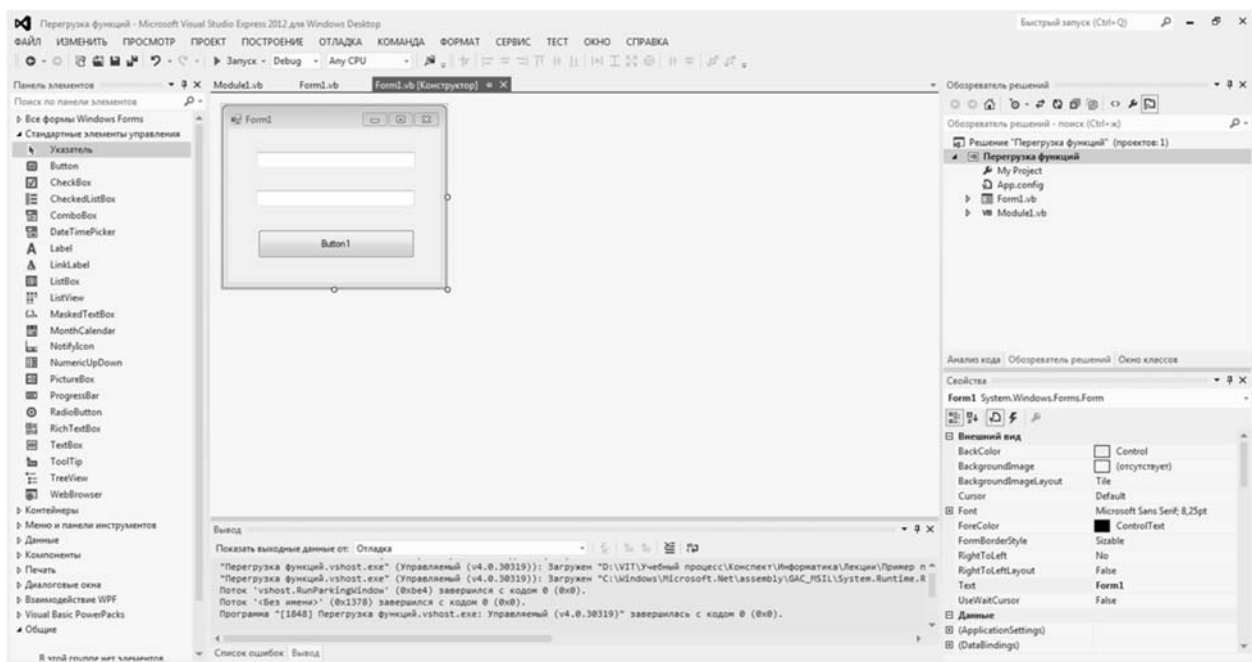 Перегрузка функций - Microsoft Visual Studio Express 2012 для Windows Desktop
Быстрый запуск (Ctrl+Q)
ФАЙЛ ИЗМЕНИТЬ ПРОСМОТР ПРОЕКТ ПОСТРОЕНИЕ ОТЛАДКА КОМАНДА ФОРМАТ СЕРВИС ТЕСТ ОКНО СПРАВКА
Запуск Debug Any CPU
Панель элементов
Поиск по панели элементов
Все формы Windows Forms
Стандартные элементы управления
Указатель
Button
CheckBox
CheckedListBox
ComboBox
DateTimePicker
Label
LinkLabel
ListBox
ListView
MaskedTextBox
MonthCalendar
NotifyIcon
NumericUpDown
PictureBox
ProgressBar
RadioButton
RichTextBox
TextBox
ToolTip
TreeView
WebBrowser
Контейнеры
Меню и панели инструментов
Данные
Компоненты
Печать
Диалоговые окна
Взаимодействие WPF
Visual Basic PowerPacks
Общие
В этой группе нет элементов
Module1.vb Form1.vb Form1.vb [Конструктор]
Form1
Button1
Вывод
Показать выходные данные от: Отладка
"Перегрузка функций.vshost.exe" (Управляемый (v4.0.30319)): Загружен "D:\VIT\Учебный процесс\Конспект\Информатика\Лекции\Пример п
"Перегрузка функций.vshost.exe" (Управляемый (v4.0.30319)): Загружен "C:\Windows\Microsoft.Net\assembly\GAC_MSIL\System.Runtime.R
Поток 'vshost.RunParkingWindow' (0xbe4) завершился с кодом 0 (0x0).
Поток '<Без имени>' (0x1378) завершился с кодом 0 (0x0).
Программа "[1848] Перегрузка функций.vshost.exe: Управляемый (v4.0.30319)" завершилась с кодом 0 (0x0).
Список ошибок Вывод
Обозреватель решений
Обозреватель решений - поиск (Ctrl+ж)
Решение "Перегрузка функций" (проектов: 1)
Перегрузка функций
My Project
App.config
Form1.vb
VB Module1.vb
Анализ кода Обозреватель решений Окно классов
Свойства
Form1 System.Windows.Forms.Form
Внешний вид
BackColor Control
BackgroundImage (отсутствует)
BackgroundImageLayout Tile
Cursor Default
Font Microsoft Sans Serif; 8,25pt
ForeColor ControlText
FormBorderStyle Sizable
RightToLeft No
RightToLeftLayout False
Text Form1
UseWaitCursor False
Данные
(ApplicationSettings)
(DataBindings)